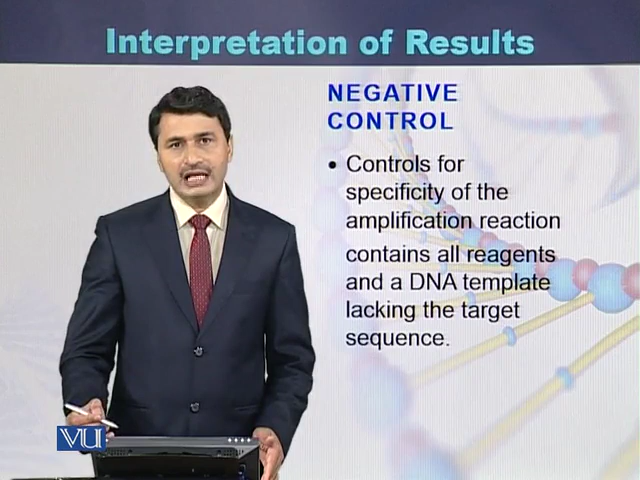 Interpretation of Results
NEGATIVE
CONTROL
• Controls for
specificity of the
amplification reaction
contains all reagents
and a DNA template
lacking the target
sequence.
VU